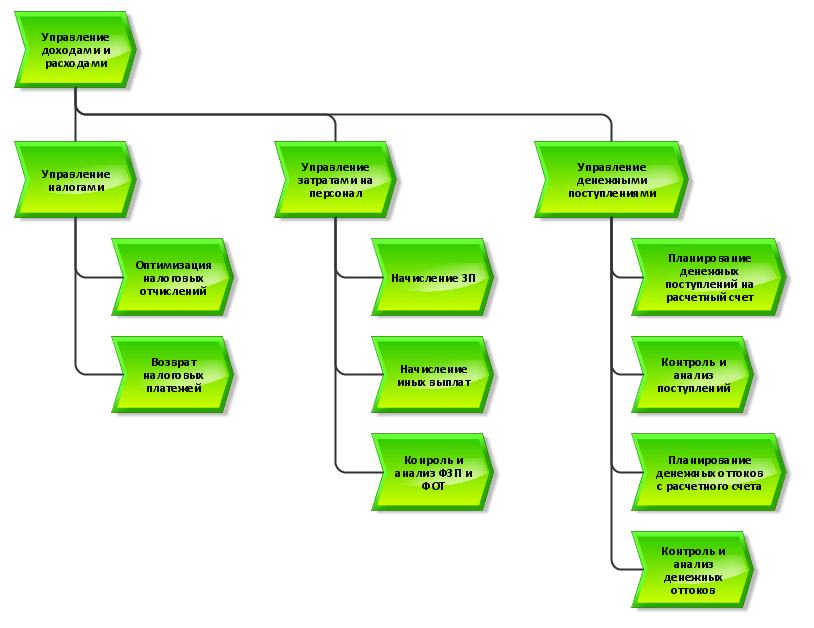 Управление
доходами и
расходами
Управление
налогами
Управление
затратами на
персонал
Управление
денежными
поступлениями
Оптимизация
налоговых
отчислений
Начисление ЗП
Планирование
денежных
поступлений на
расчетный счет
Возврат
налоговых
платежей
Начисление
иных выплат
Контроль и
анализ
поступлений
Конроль и
анализ ФЗП и
ФОТ
Планирование
денежных оттоков
с расчетного счета
Контроль и
анализ
денежных
оттоков